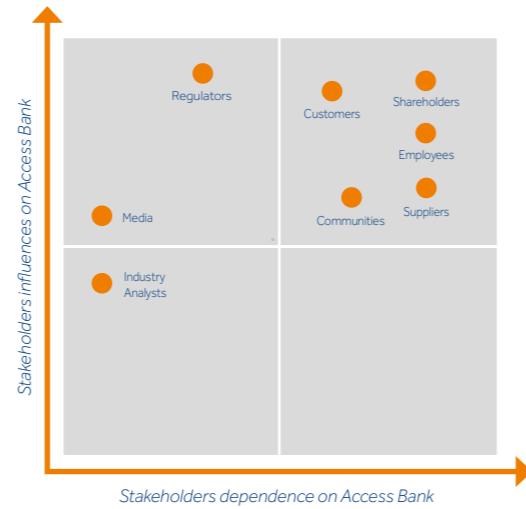 Stakeholders influences on Access Bank
Regulators
Customers
Shareholders
Employees
Suppliers
Communities
Media
Industry
Analysts
Stakeholders dependence on Access Bank